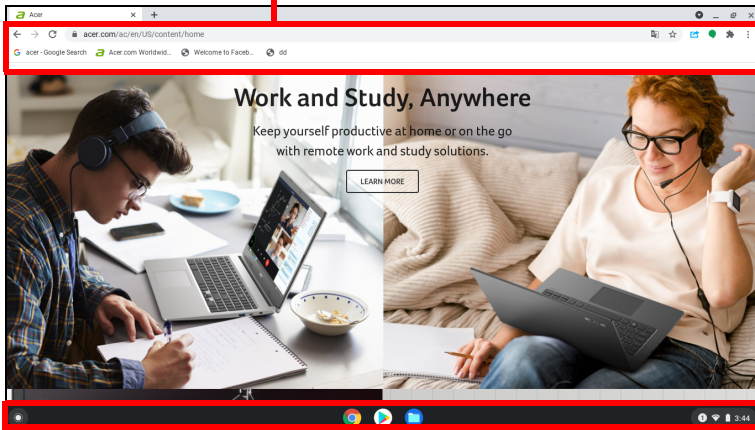 Acer
acer.com/ac/en/US/content/home
acer - Google Search Acer.com Worldwid... Welcome to Faceb... dd
Work and Study, Anywhere
Keep yourself productive at home or on the go
with remote work and study solutions.
LEARN MORE
1 3:44